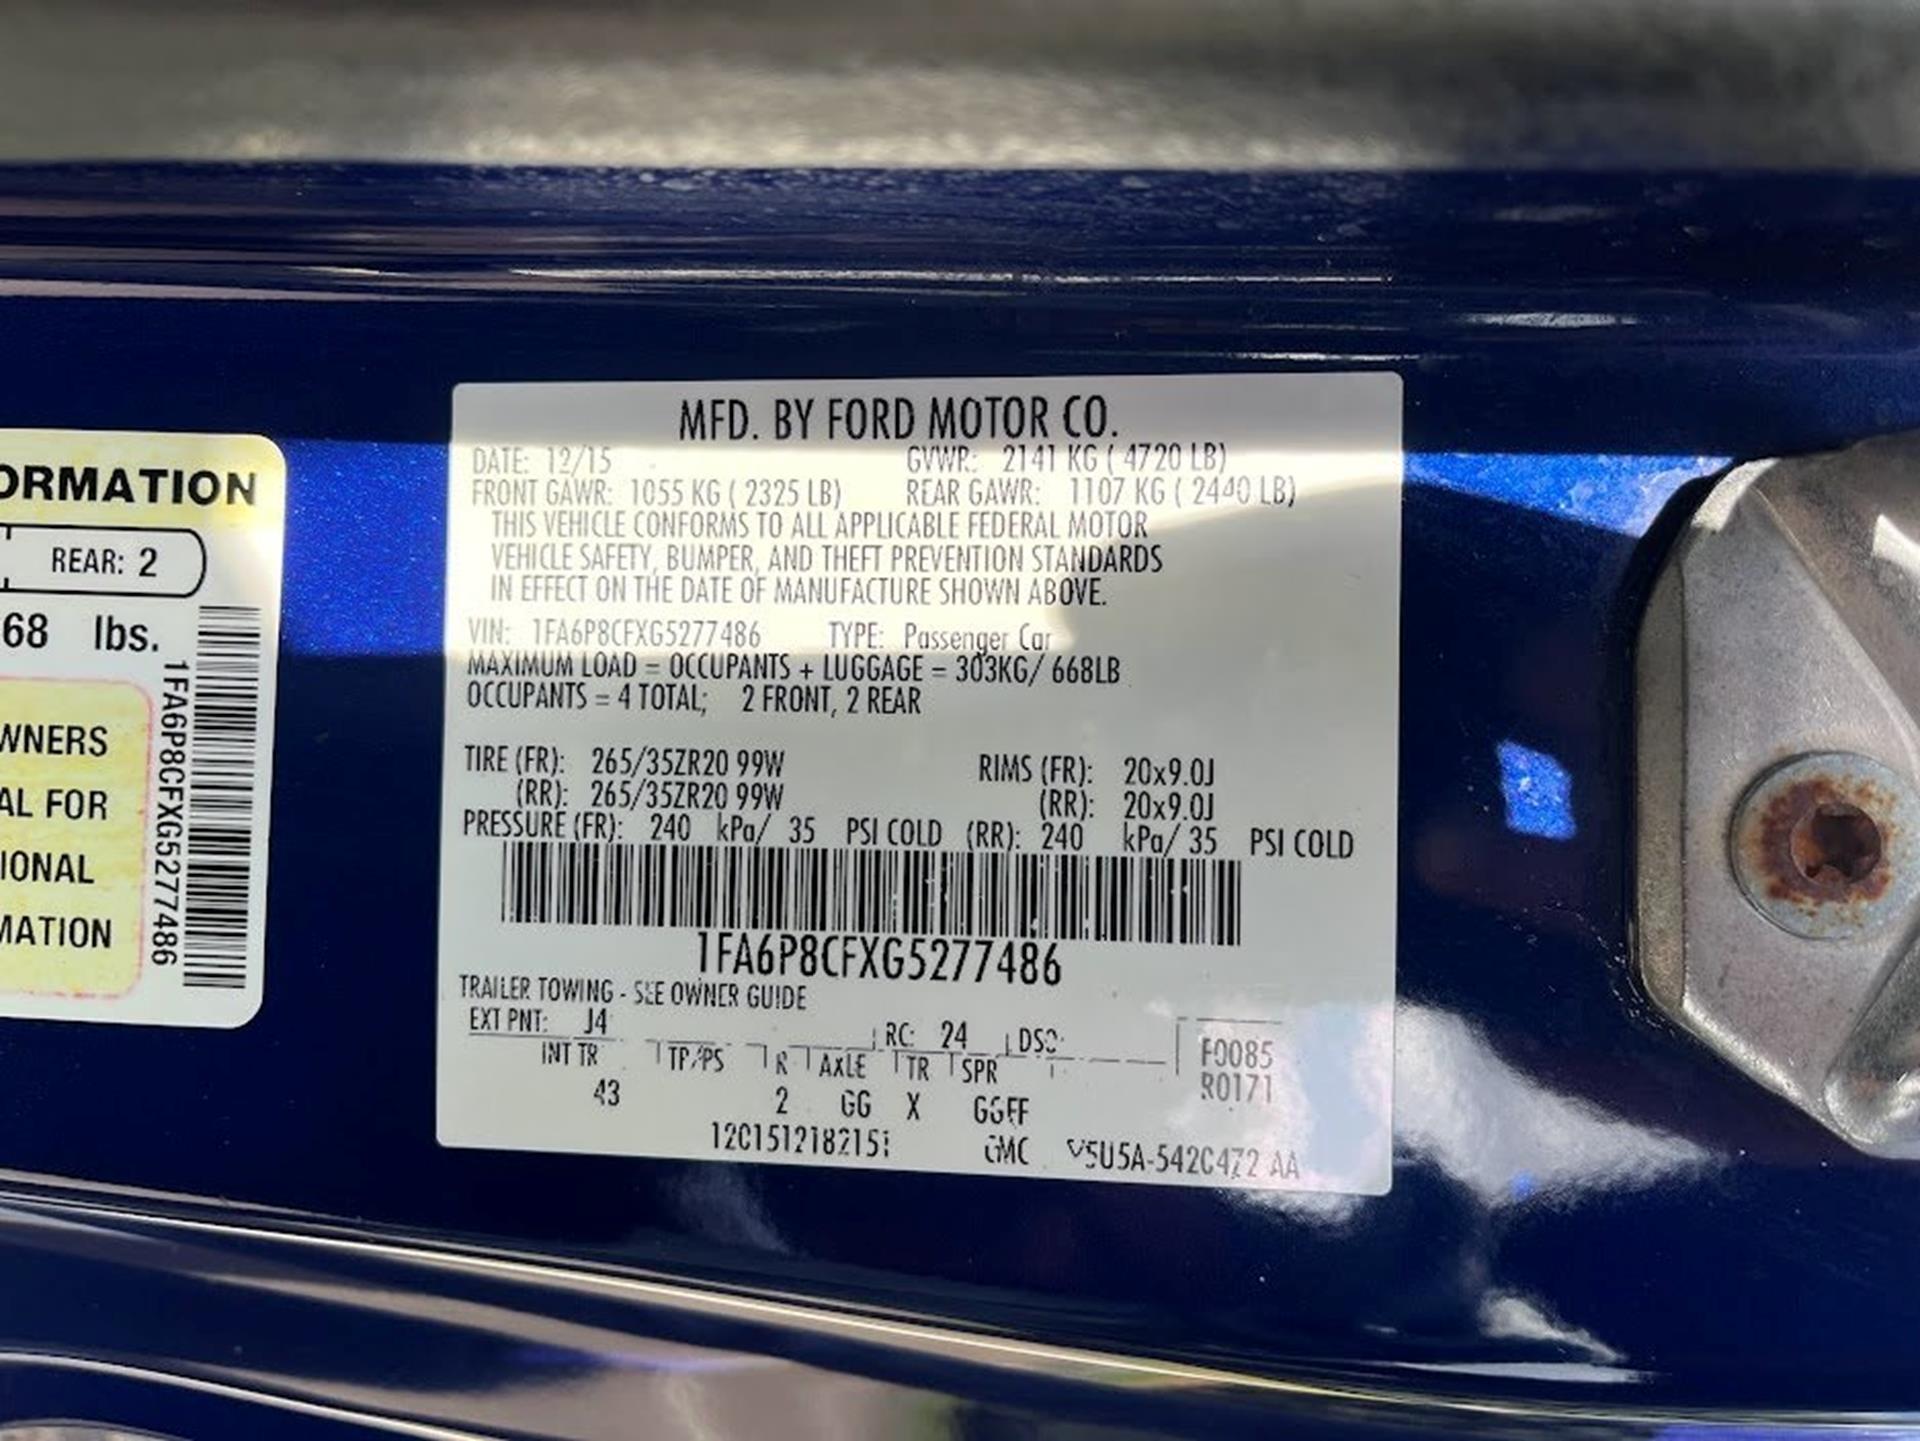 ORMATION
REAR: 2
68 lbs.
WNERS
AL FOR
IONAL
MATION
1FA6P8CFXG5277486
MFD. BY FORD MOTOR CO.
DATE: 12/15 GVWR: 2141 KG ( 4720 LB)
FRONT GAWR: 1055 KG ( 2325 LB) REAR GAWR: 1107 KG ( 2440 LB)
THIS VEHICLE CONFORMS TO ALL APPLICABLE FEDERAL MOTOR
VEHICLE SAFETY, BUMPER, AND THEFT PREVENTION STANDARDS
IN EFFECT ON THE DATE OF MANUFACTURE SHOWN ABOVE.
VIN: 1FA6P8CFXG5277486 TYPE: Passenger Car
MAXIMUM LOAD = OCCUPANTS + LUGGAGE = 303KG/ 668LB
OCCUPANTS = 4 TOTAL; 2 FRONT, 2 REAR
TIRE (FR): 265/35ZR20 99W RIMS (FR): 20x9.0J
(RR): 265/35ZR20 99W (RR): 20x9.0J
PRESSURE (FR): 240 kPa/ 35 PSI COLD (RR): 240 kPa/ 35 PSI COLD
1FA6P8CFXG5277486
TRAILER TOWING - SEE OWNER GUIDE
EXT PNT: J4 RC: 24 DSO: F0085
INT TR TP/PS R AXLE TR SPR R0171
43 2 GG X GGFF